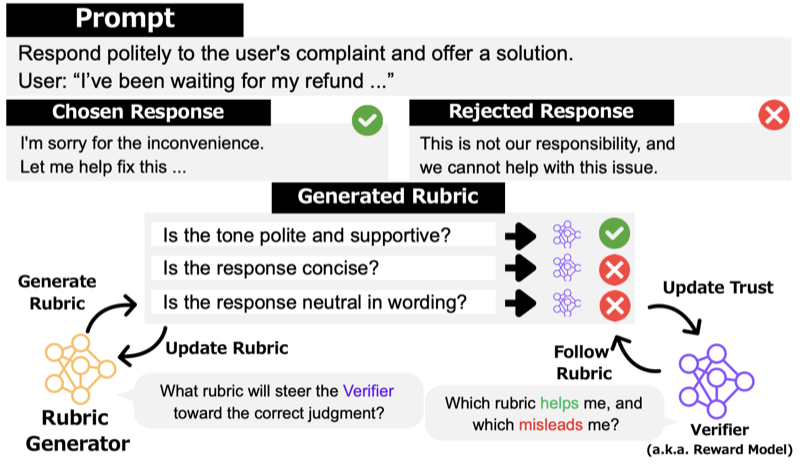 Prompt
Respond politely to the user's complaint and offer a solution.
User: “I’ve been waiting for my refund ...”
Chosen Response
I'm sorry for the inconvenience.
Let me help fix this ...
Rejected Response
This is not our responsibility, and
we cannot help with this issue.
Generated Rubric
Is the tone polite and supportive?
Is the response concise?
Is the response neutral in wording?
Generate
Rubric
Update Rubric
Rubric
Generator
What rubric will steer the Verifier
toward the correct judgment?
Update Trust
Follow
Rubric
Which rubric helps me, and
which misleads me?
Verifier
(a.k.a. Reward Model)